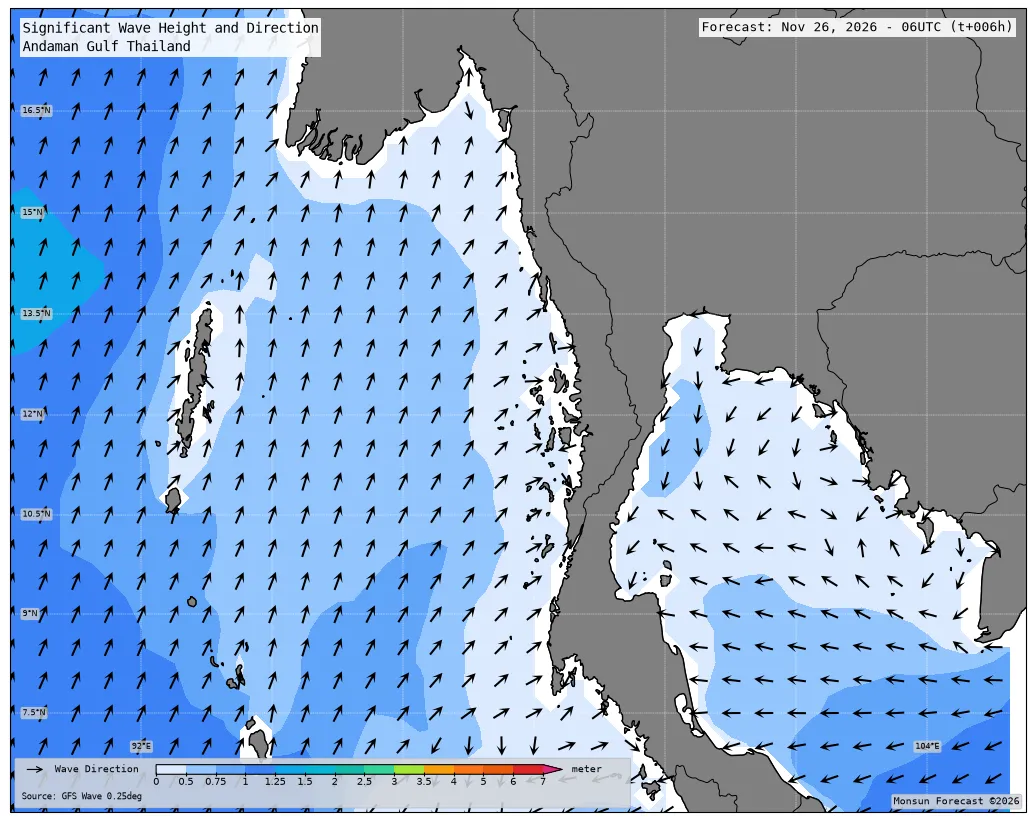 Significant Wave Height and Direction
Andaman Gulf Thailand
Forecast: Nov 26, 2026 - 06UTC (t+006h)
16.5°N
15°N
13.5°N
12°N
10.5°N
9°N
7.5°N
92°E
104°E
Wave Direction
meter
0.5 0.75 1 1.25 1.5 2 2.5 3 3.5 4 5 6 7
Source: GFS Wave 0.25deg
Monsun Forecast ©2026